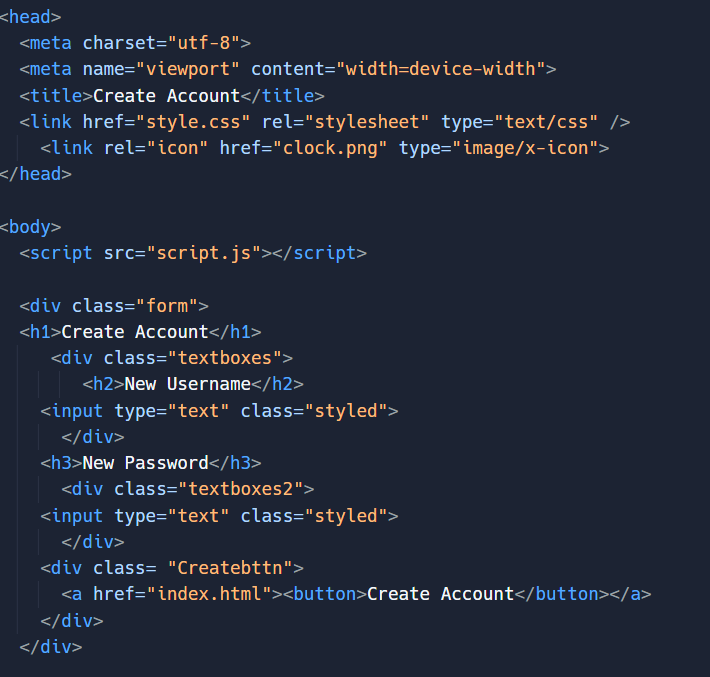 <head>
  <meta charset="utf-8">
  <meta name="viewport" content="width=device-width">
  <title>Create Account</title>
  <link href="style.css" rel="stylesheet" type="text/css" />
    <link rel="icon" href="clock.png" type="image/x-icon">
</head>

<body>
  <script src="script.js"></script>

  <div class="form">
  <h1>Create Account</h1>
     <div class="textboxes">
        <h2>New Username</h2>
    <input type="text" class="styled">
      </div>
    <h3>New Password</h3>
      <div class="textboxes2">
    <input type="text" class="styled">
      </div>
    <div class= "Createbttn">
      <a href="index.html"><button>Create Account</button></a>
    </div>
  </div>